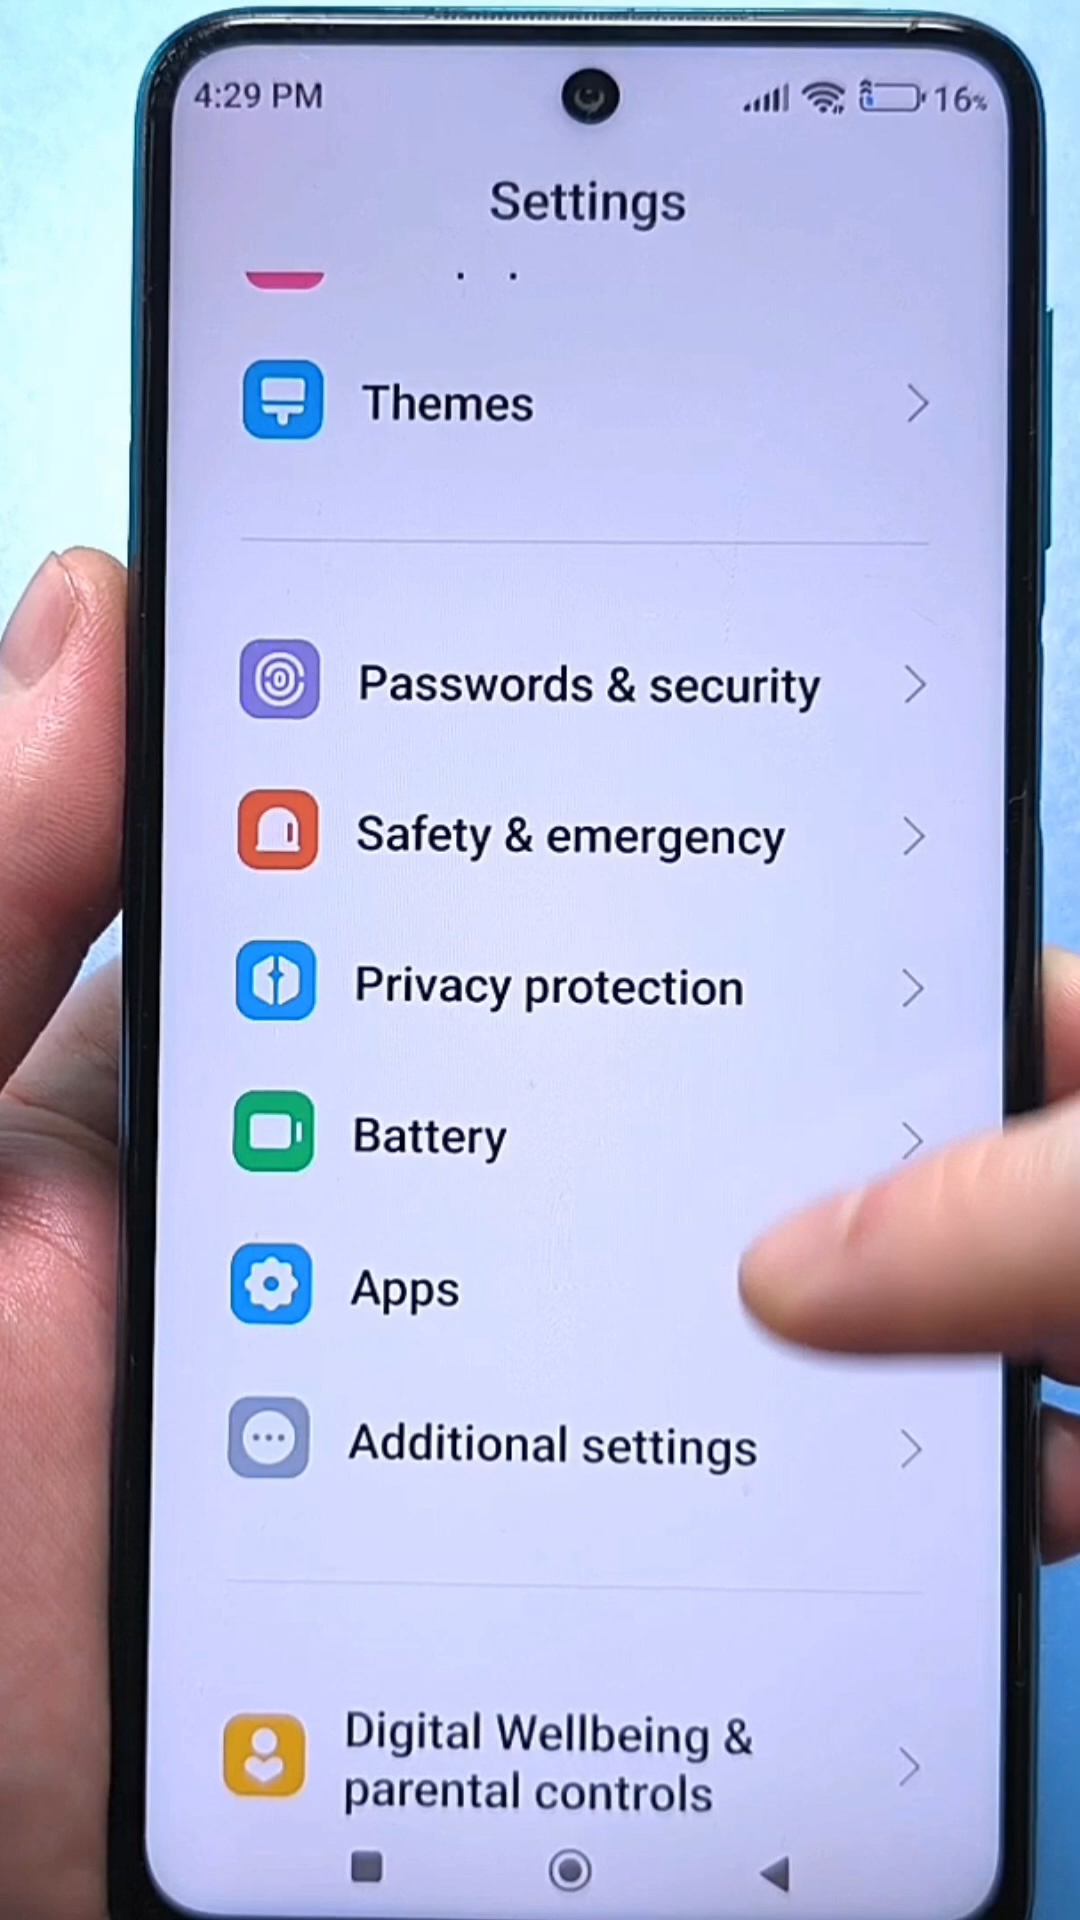 4:29 PM
16%
Settings
Themes
Passwords & security
Safety & emergency
Privacy protection
Battery
Apps
Additional settings
Digital Wellbeing &
parental controls